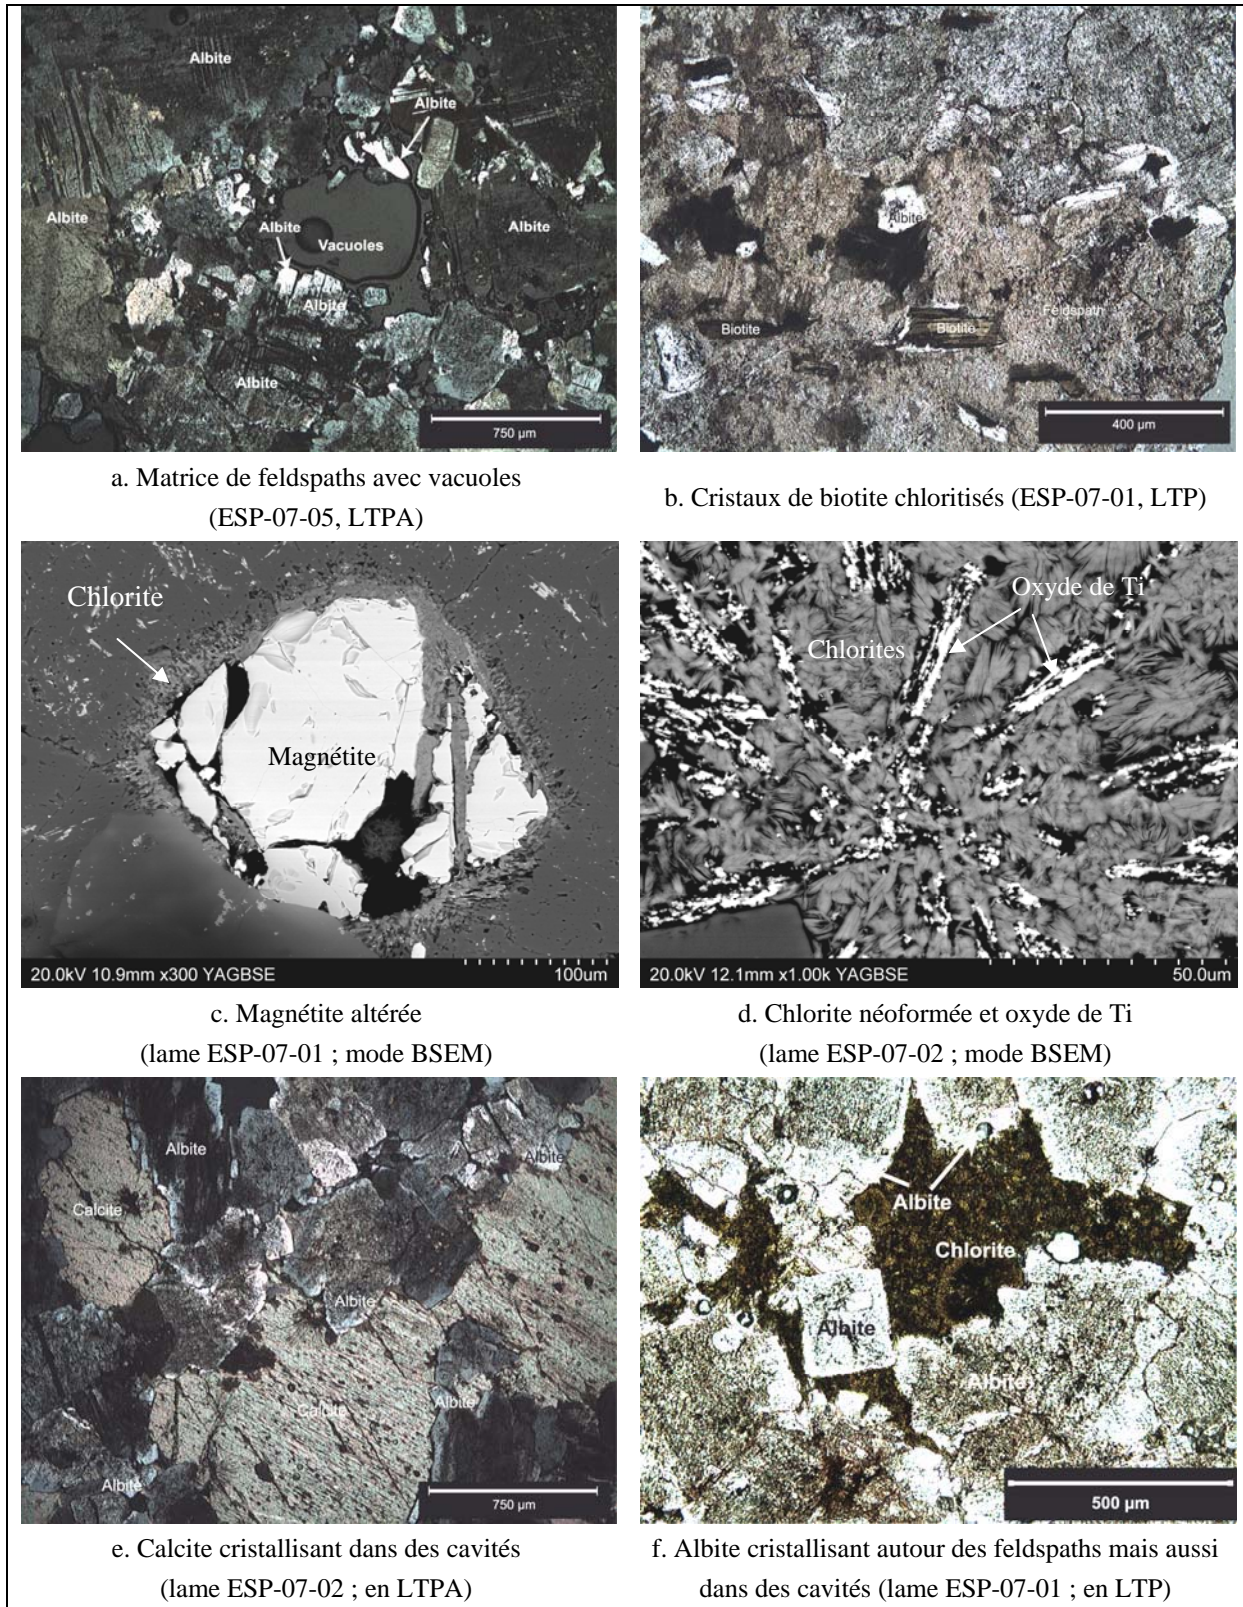 Albite
Albite
Albite
Albite
Vacuoles
Albite
Albite
Albite
750 µm
a. Matrice de feldspaths avec vacuoles
(ESP-07-05, LTPA)
Albite
Biotite
Biotite
Feldspath
400 µm
b. Cristaux de biotite chloritisés (ESP-07-01, LTP)
Chlorite
Magnétite
20.0kV 10.9mm x300 YAGBSE
100um
c. Magnétite altérée
(lame ESP-07-01 ; mode BSEM)
Oxyde de Ti
Chlorites
20.0kV 12.1mm x1.00k YAGBSE
50.0um
d. Chlorite néoformée et oxyde de Ti
(lame ESP-07-02 ; mode BSEM)
Albite
Albite
Calcite
Albite
Calcite
Albite
Albite
750 µm
e. Calcite cristallisant dans des cavités
(lame ESP-07-02 ; en LTPA)
Albite
Chlorite
Albite
Albite
500 µm
f. Albite cristallisant autour des feldspaths mais aussi
dans des cavités (lame ESP-07-01 ; en LTP)